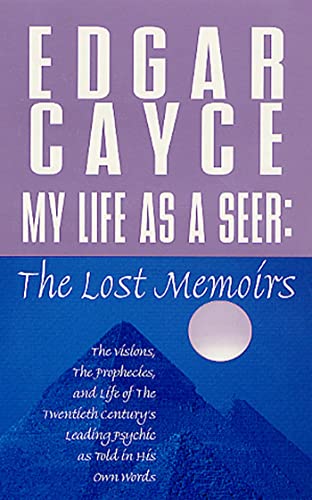 EDGAR
CAYCE
MY LIFE AS A SEER:
The Lost Memoirs
The Visions,
The Prophecies,
and Life of The
Twentieth Century's
Leading Psychic
as Told in His
Own Words